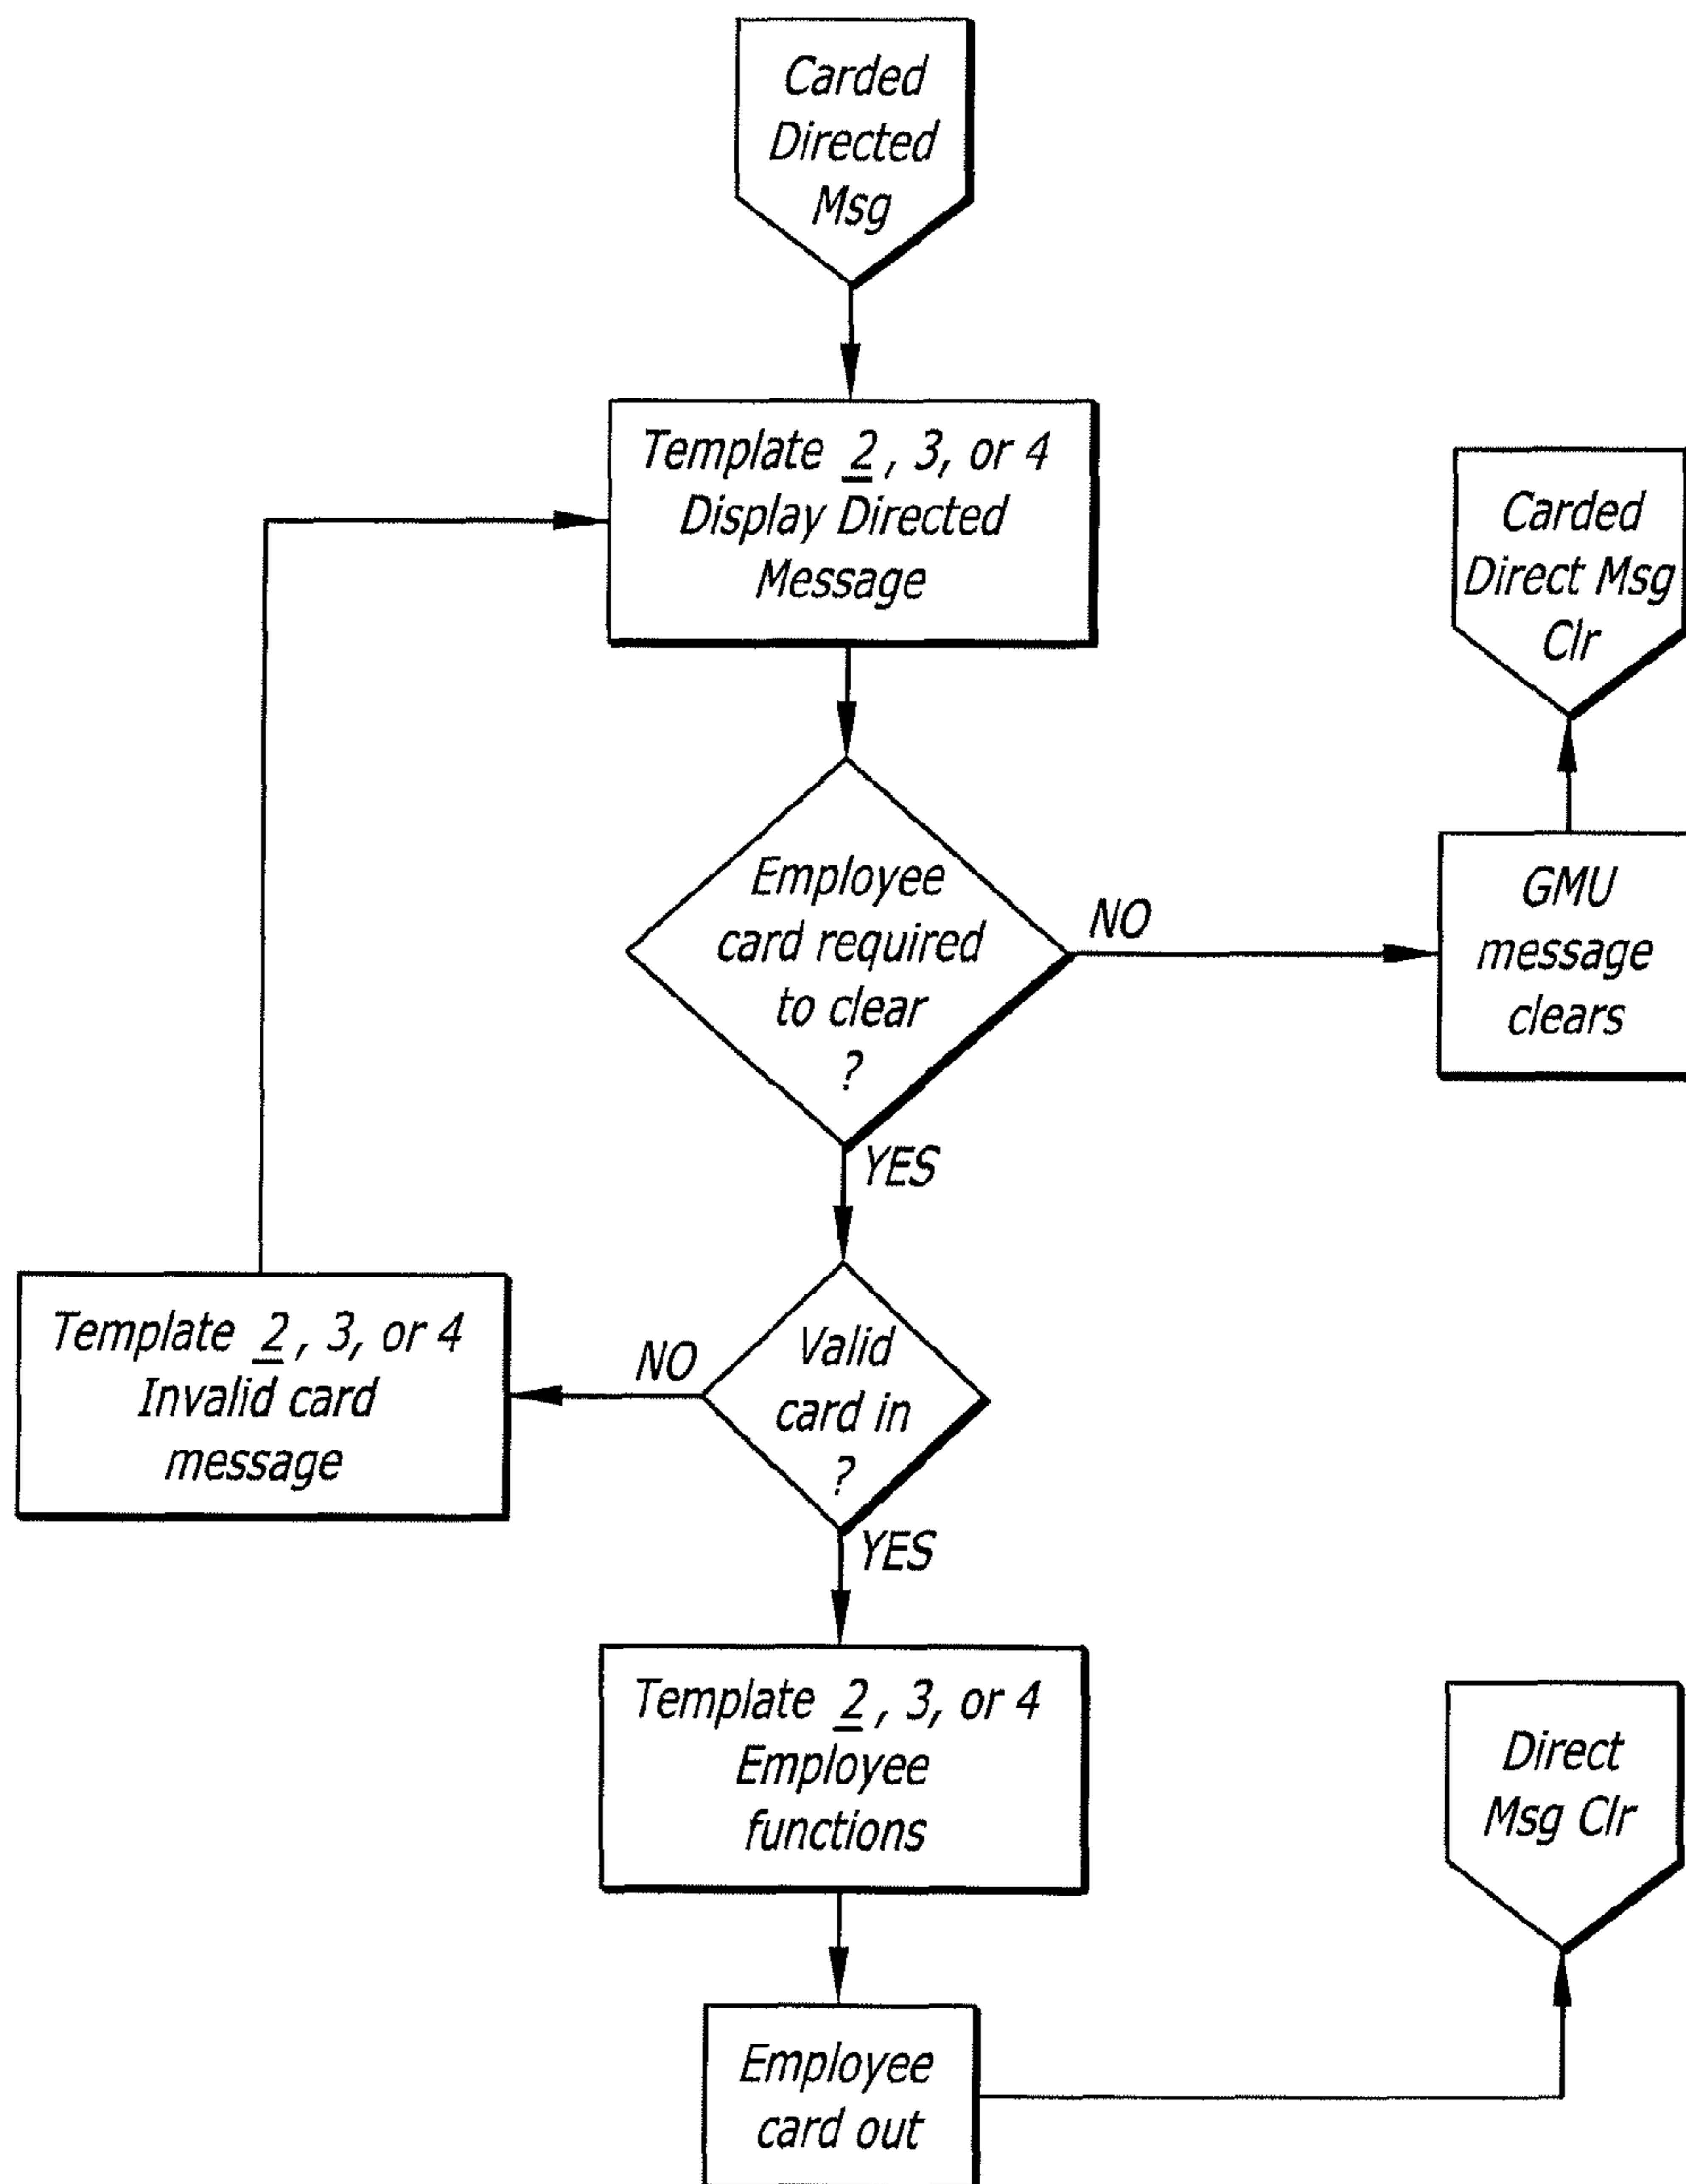 Carded
Directed
Msg
Template 2, 3, or 4
Display Directed
Message
Carded
Direct Msg
Clr
Employee
card required
to clear
?
NO
GMU
message
clears
YES
Template 2, 3, or 4
Invalid card
message
NO
Valid
card in
?
YES
Template 2, 3, or 4
Employee
functions
Direct
Msg Clr
Employee
card out